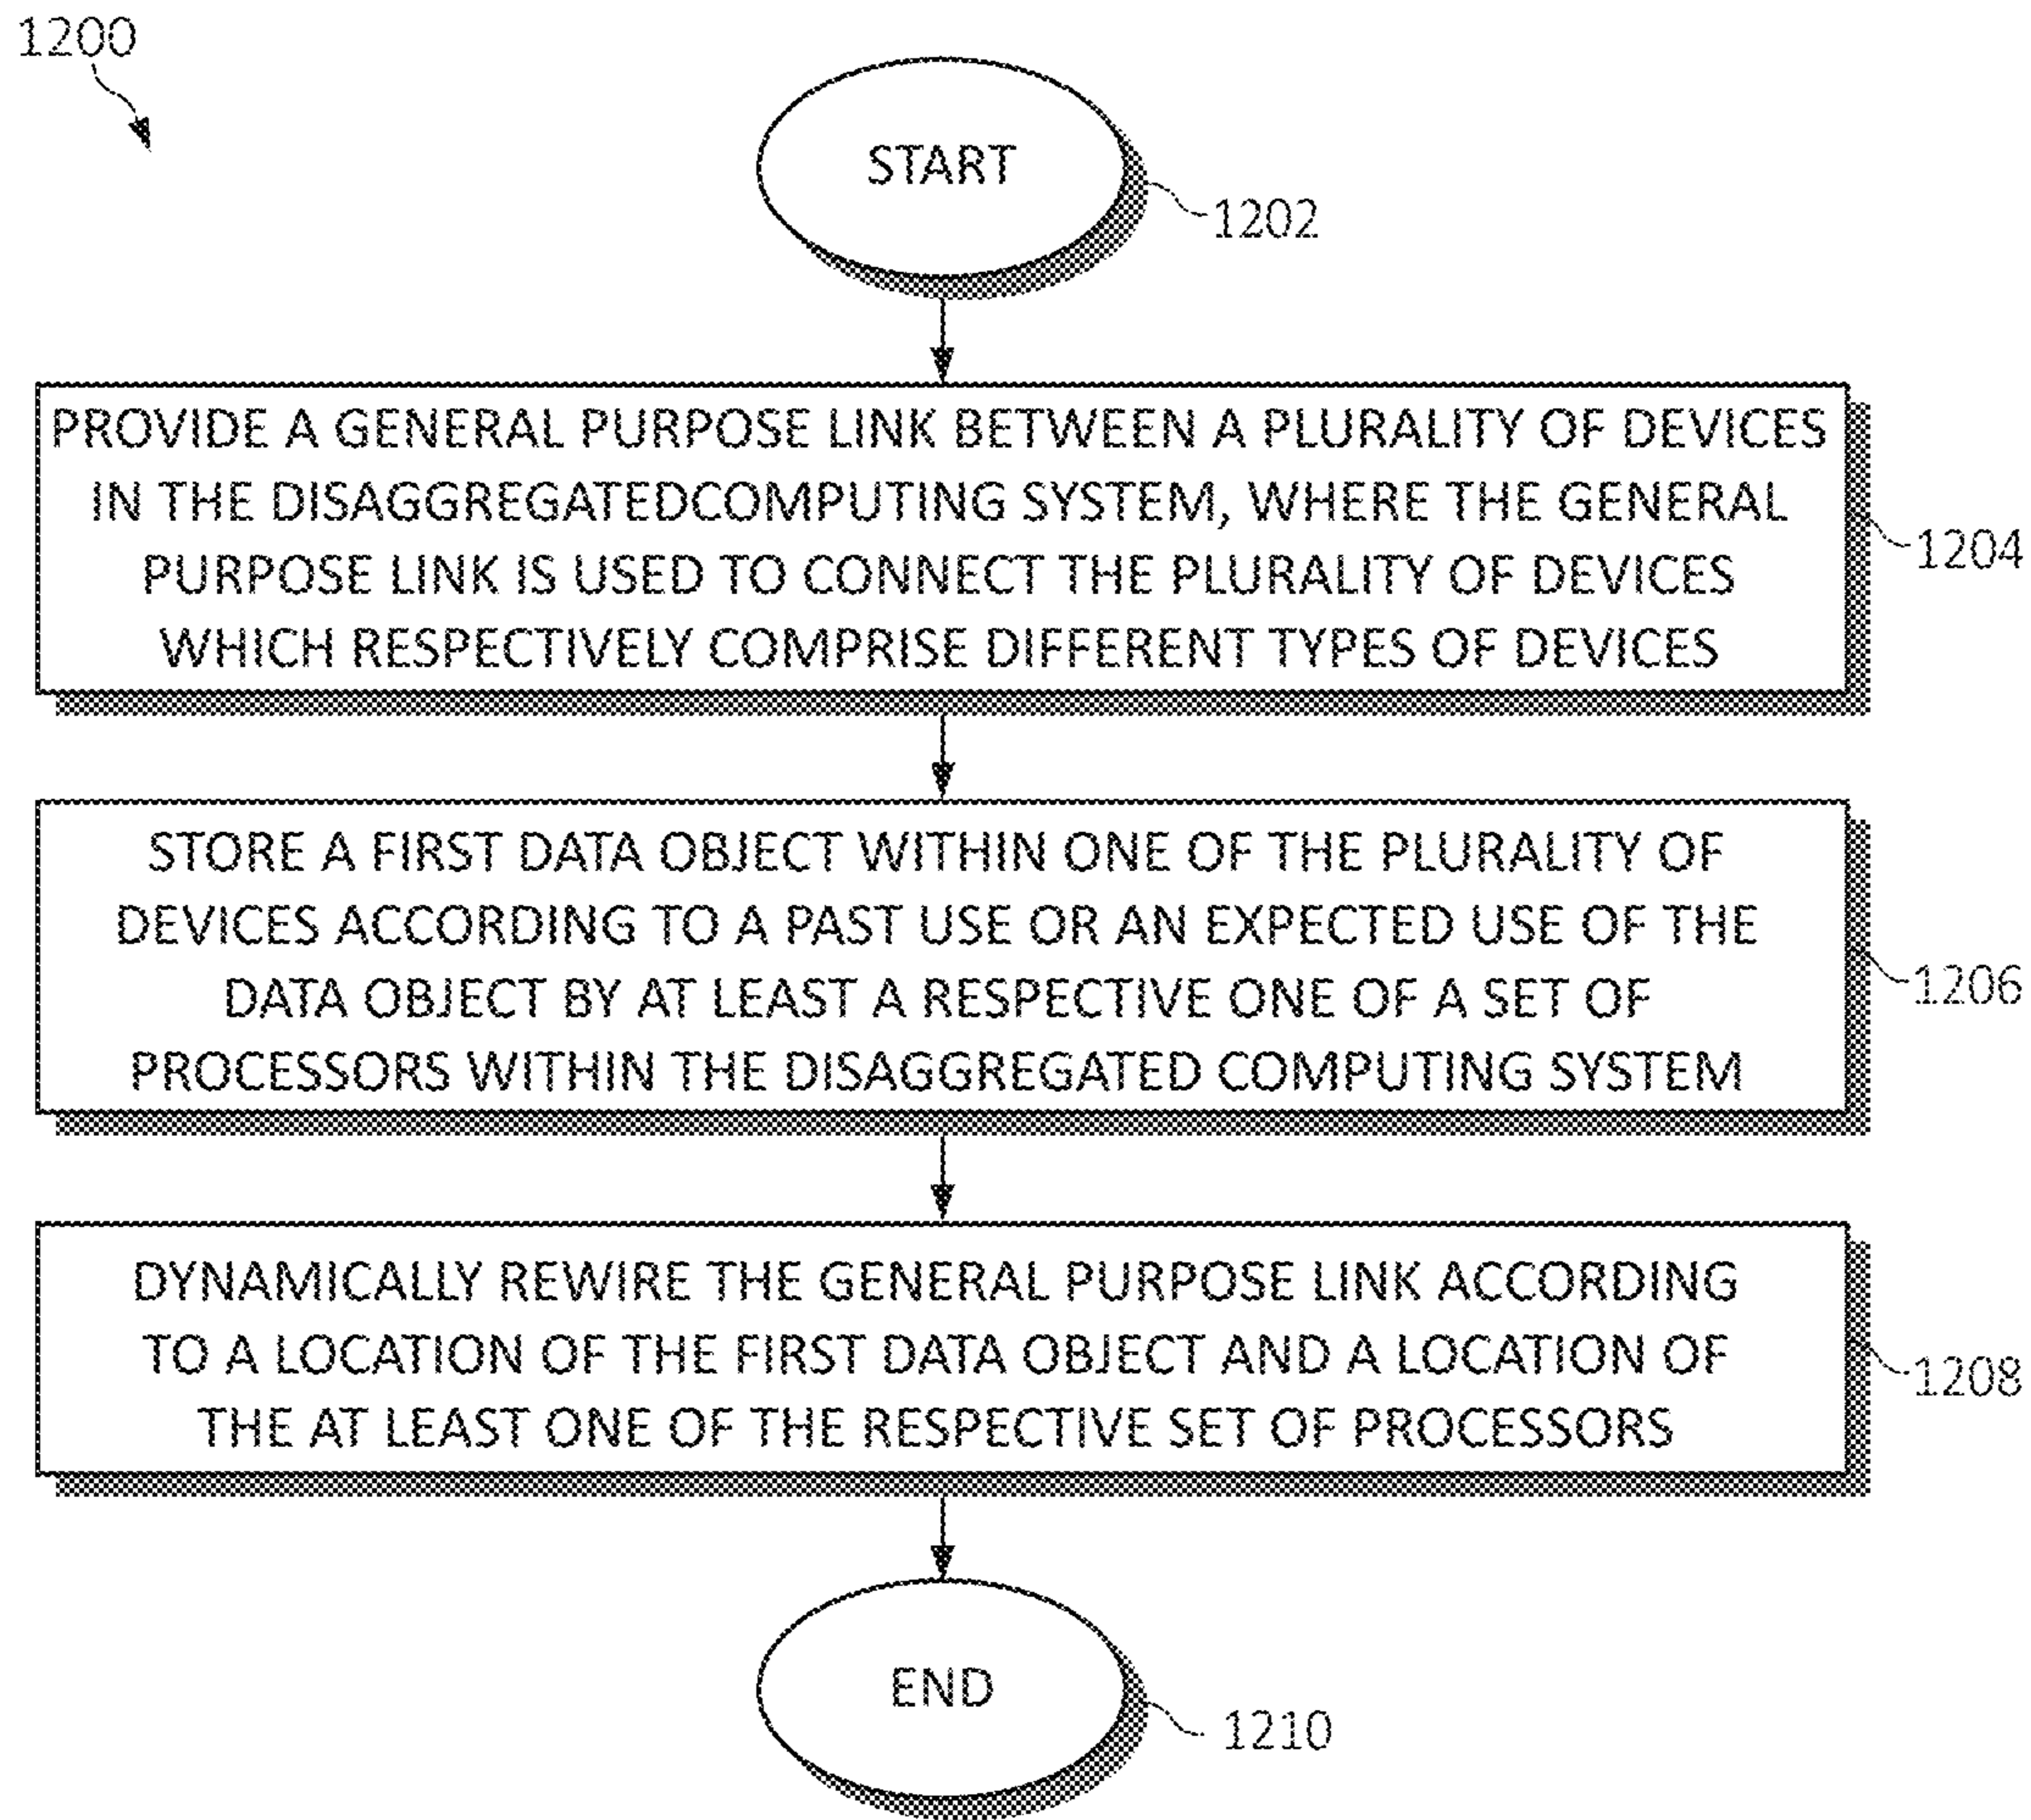 1200
START
1202
PROVIDE A GENERAL PURPOSE LINK BETWEEN A PLURALITY OF DEVICES
IN THE DISAGGREGATEDCOMPUTING SYSTEM, WHERE THE GENERAL
PURPOSE LINK IS USED TO CONNECT THE PLURALITY OF DEVICES
WHICH RESPECTIVELY COMPRISE DIFFERENT TYPES OF DEVICES
1204
STORE A FIRST DATA OBJECT WITHIN ONE OF THE PLURALITY OF
DEVICES ACCORDING TO A PAST USE OR AN EXPECTED USE OF THE
DATA OBJECT BY AT LEAST A RESPECTIVE ONE OF A SET OF
PROCESSORS WITHIN THE DISAGGREGATED COMPUTING SYSTEM
1206
DYNAMICALLY REWIRE THE GENERAL PURPOSE LINK ACCORDING
TO A LOCATION OF THE FIRST DATA OBJECT AND A LOCATION OF
THE AT LEAST ONE OF THE RESPECTIVE SET OF PROCESSORS
1208
END
1210